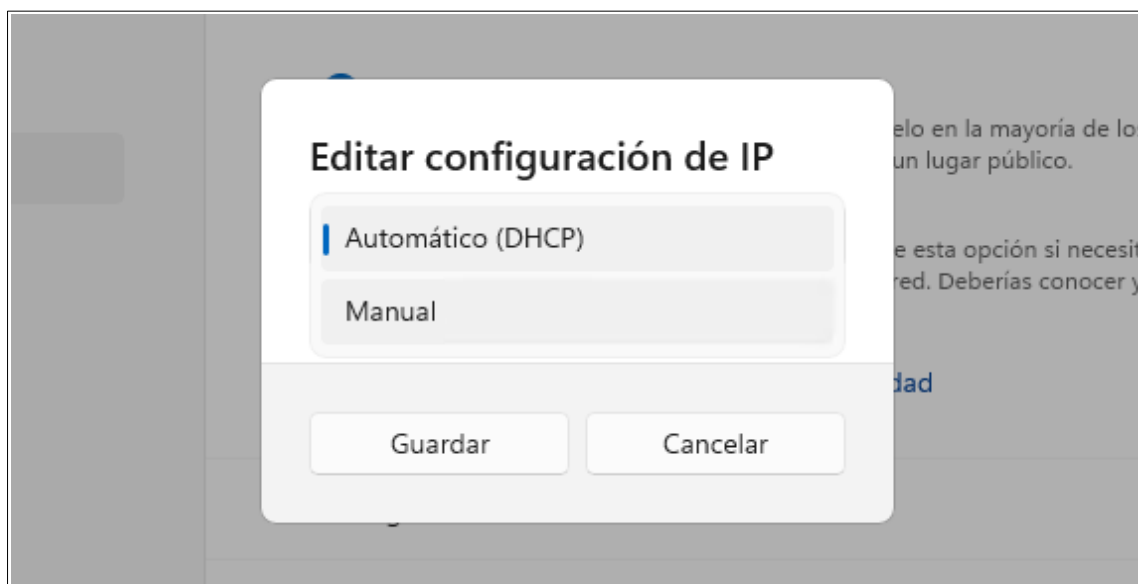 elo en la mayoría de lo
Editar configuración de IP
un lugar público.
Automático (DHCP)
e esta opción si necesit
red. Deberías conocer y
Manual
dad
Guardar
Cancelar